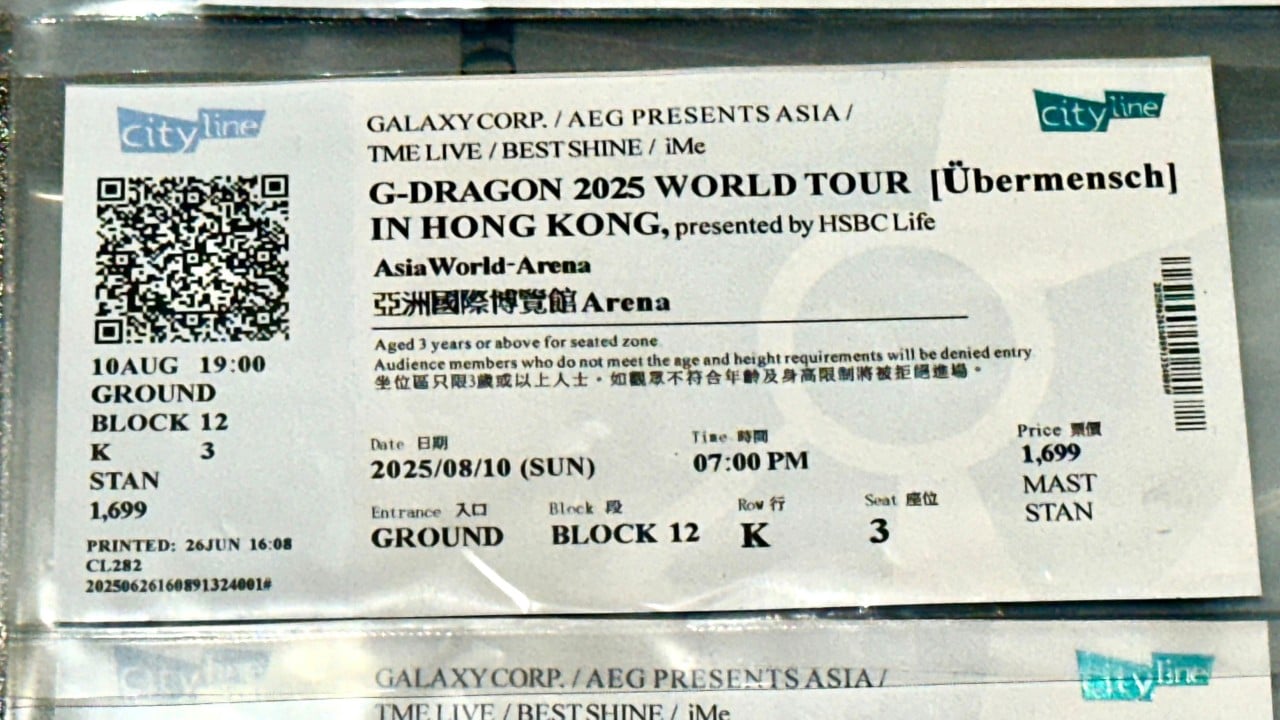 cityline
10AUG 19:00
GROUND
BLOCK 12
K 3
STAN
1,699
PRINTED: 26JUN 16:08
CL282
20250626160891324001#
GALAXY CORP. / AEG PRESENTS ASIA /
TME LIVE / BEST SHINE / iMe
cityline
G-DRAGON 2025 WORLD TOUR [Übermensch]
IN HONG KONG, presented by HSBC Life
AsiaWorld-Arena
亞洲國際博覽館 Arena
Aged 3 years or above for seated zone
Audience members who do not meet the age and height requirements will be denied entry
坐位區只限3歲或以上人士。如觀眾不符合年齡及身高限制將被拒絕進場。
Date 日期
2025/08/10 (SUN)
Time 時間
07:00 PM
Price 票價
1,699
MAST
STAN
Entrance 入口
GROUND
Block 段
BLOCK 12
Row 行
K
Seat 座位
3
cityline
GALAXY CORP. / AEG PRESENTS ASIA /
TME LIVE / BEST SHINE / iMe
cityline